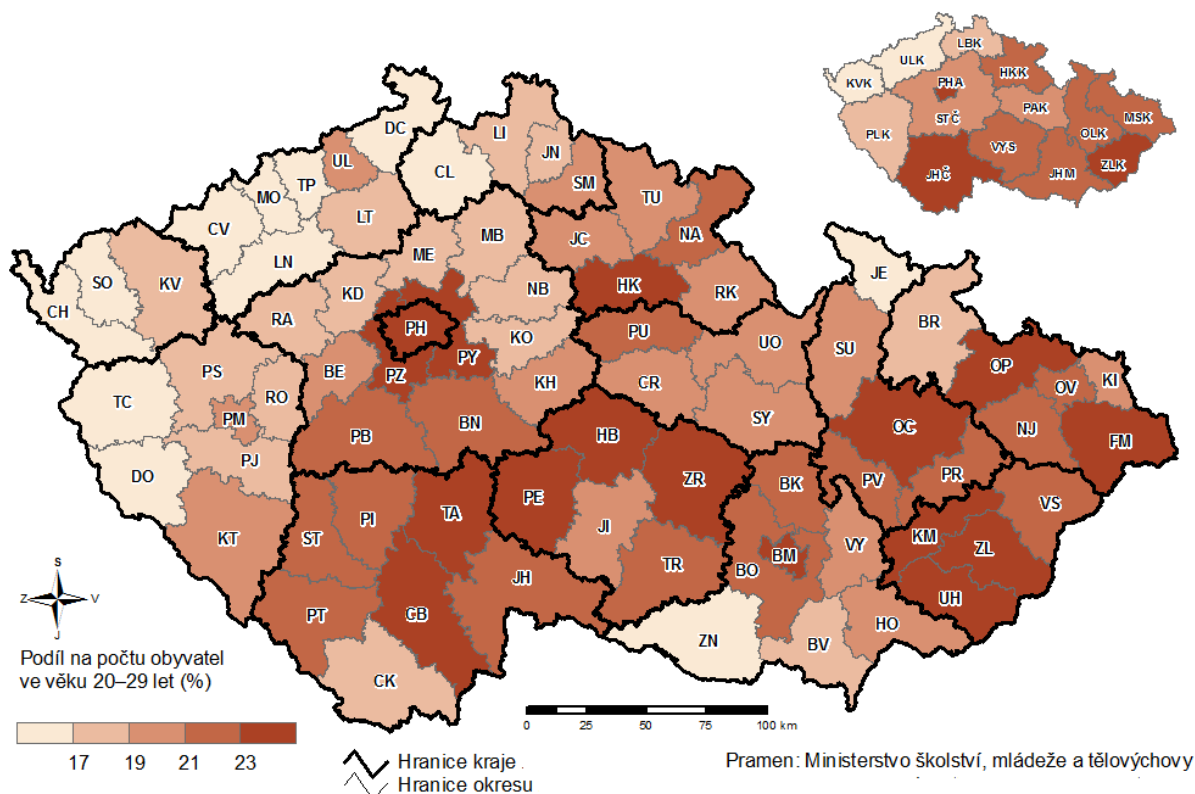 LBK
ULK
HKK
KVK
PHA
PAK
STČ
MSK
PLK
OLK
VYS
ZLK
JHČ
JHM
DC
LI
JN
UL
CL
TP
SM
MO
TU
LT
CV
MB
NA
JC
ME
LN
SO
KV
JE
HK
NB
KD
RK
CH
RA
BR
PH
PU
KO
UO
SU
PY
OP
BE
PZ
PS
OV
KI
KH
CR
RO
TC
SY
PM
BN
OC
NJ
PB
HB
FM
PJ
ZR
DO
PR
PV
BK
PE
VS
TA
PI
JI
KT
ST
VY
KM
ZL
BM
TR
BO
JH
UH
PT
CB
HO
ZN
BV
CK
S
Z V
J
Podíl na počtu obyvatel
ve věku 20–29 let (%)
17 19 21 23
0 25 50 75 100 km
Hranice kraje
Hranice okresu
Pramen: Ministerstvo školství, mládeže a tělovýchovy